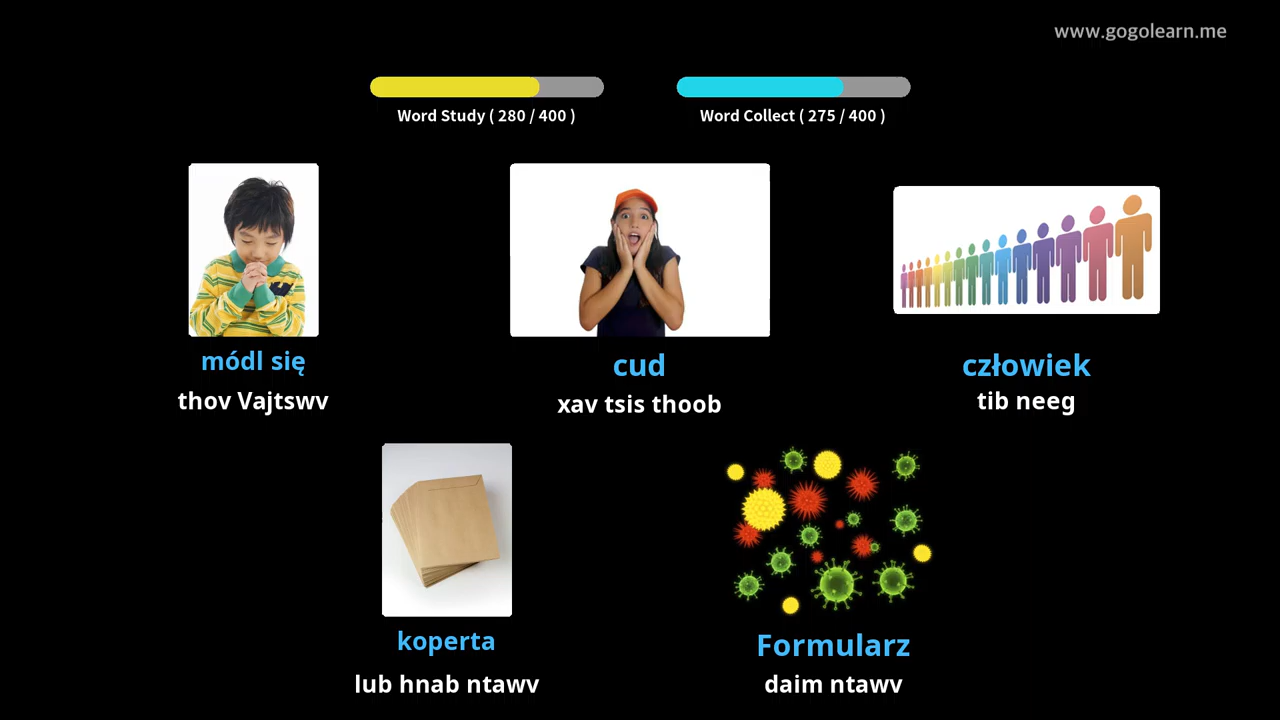 www.gogolearn.me
Word Study ( 280 / 400 )
Word Collect ( 275 / 400 )
módl się
thov Vajtswv
cud
xav tsis thoob
człowiek
tib neeg
koperta
lub hnab ntawv
Formularz
daim ntawv